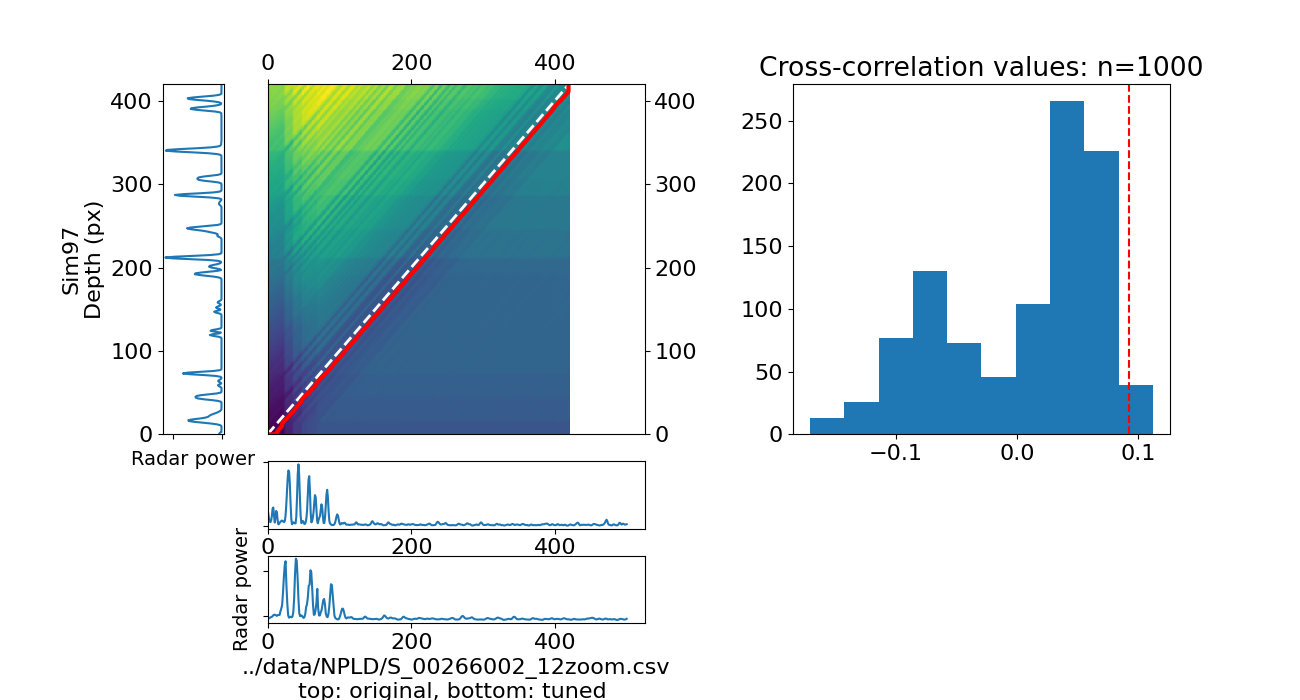 0 200 400
Cross-correlation values: n=1000
400
300
200
100
0
Sim97
Depth (px)
Radar power
400
300
200
100
0
250
200
150
100
50
0
−0.1 0.0 0.1
0 200 400
Radar power
0 200 400
../data/NPLD/S_00266002_12zoom.csv
top: original, bottom: tuned